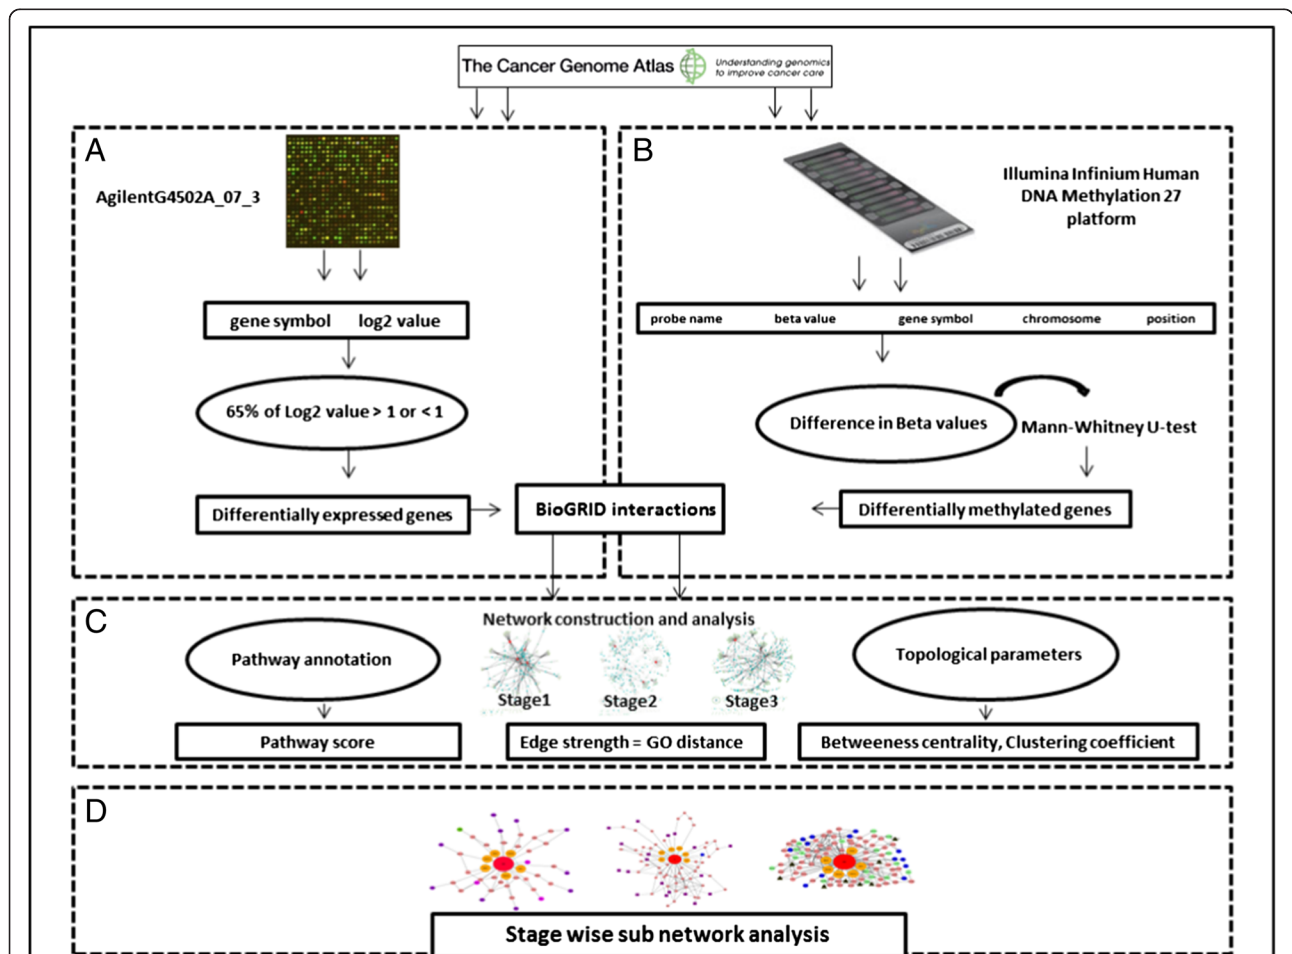 The Cancer Genome Atlas
Understanding genomics
to improve cancer care
A
AgilentG4502A_07_3
gene symbol log2 value
65% of Log2 value > 1 or < 1
Differentially expressed genes
B
Illumina Infinium Human
DNA Methylation 27
platform
probe name beta value gene symbol chromosome position
Difference in Beta values
Mann-Whitney U-test
Differentially methylated genes
BioGRID interactions
C
Network construction and analysis
Pathway annotation
Topological parameters
Stage1 Stage2 Stage3
Pathway score
Edge strength = GO distance
Betweeness centrality, Clustering coefficient
D
Stage wise sub network analysis